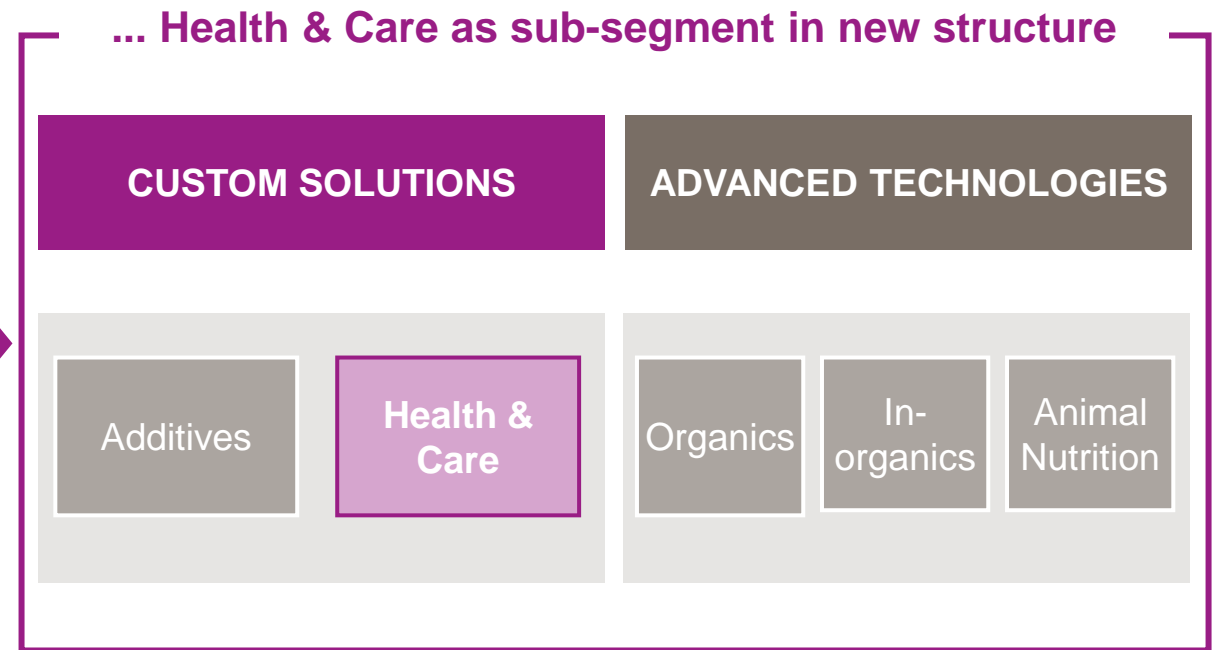 ... Health & Care as sub-segment in new structure
CUSTOM SOLUTIONS
ADVANCED TECHNOLOGIES
Additives
Health &
Care
Organics
In-
organics
Animal
Nutrition